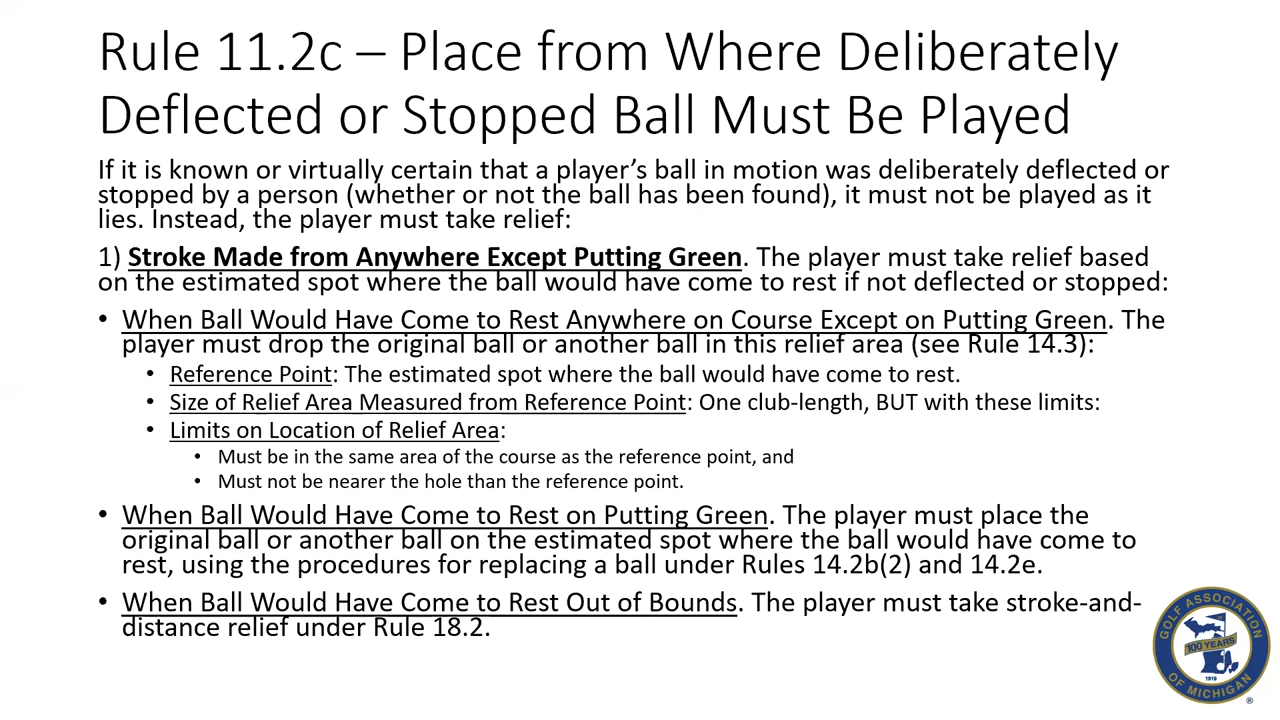 Rule 11.2c – Place from Where Deliberately
Deflected or Stopped Ball Must Be Played
If it is known or virtually certain that a player’s ball in motion was deliberately deflected or
stopped by a person (whether or not the ball has been found), it must not be played as it
lies. Instead, the player must take relief:
1) Stroke Made from Anywhere Except Putting Green. The player must take relief based
on the estimated spot where the ball would have come to rest if not deflected or stopped:
• When Ball Would Have Come to Rest Anywhere on Course Except on Putting Green. The
player must drop the original ball or another ball in this relief area (see Rule 14.3):
• Reference Point: The estimated spot where the ball would have come to rest.
• Size of Relief Area Measured from Reference Point: One club-length, BUT with these limits:
• Limits on Location of Relief Area:
• Must be in the same area of the course as the reference point, and
• Must not be nearer the hole than the reference point.
• When Ball Would Have Come to Rest on Putting Green. The player must place the
original ball or another ball on the estimated spot where the ball would have come to
rest, using the procedures for replacing a ball under Rules 14.2b(2) and 14.2e.
• When Ball Would Have Come to Rest Out of Bounds. The player must take stroke-and-
distance relief under Rule 18.2.
GOLF ASSOCIATION
100 YEARS
1919
OF MICHIGAN
®